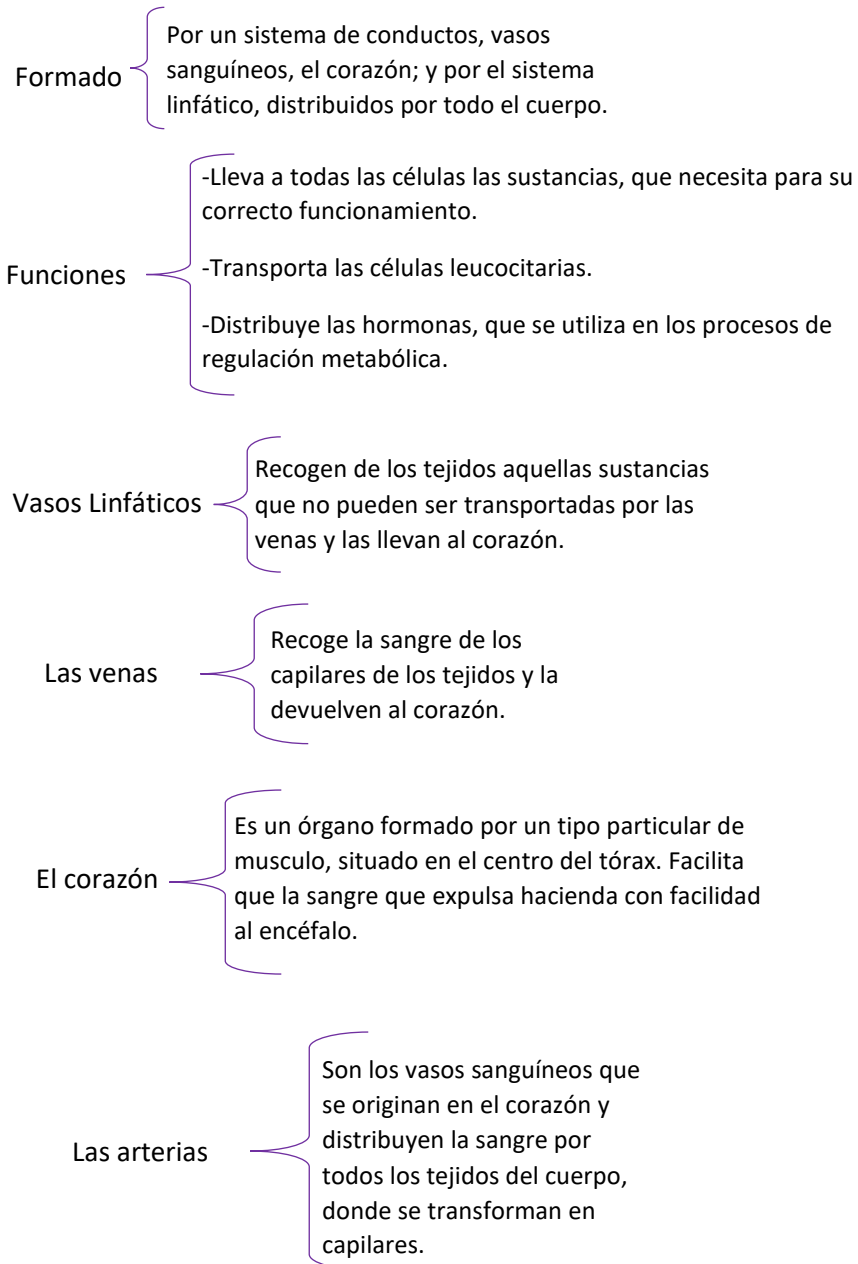 Formado
Por un sistema de conductos, vasos
sanguíneos, el corazón; y por el sistema
linfático, distribuidos por todo el cuerpo.
Funciones
-Lleva a todas las células las sustancias, que necesita para su
correcto funcionamiento.
-Transporta las células leucocitarias.
-Distribuye las hormonas, que se utiliza en los procesos de
regulación metabólica.
Vasos Linfáticos
Recogen de los tejidos aquellas sustancias
que no pueden ser transportadas por las
venas y las llevan al corazón.
Las venas
Recoge la sangre de los
capilares de los tejidos y la
devuelven al corazón.
El corazón
Es un órgano formado por un tipo particular de
musculo, situado en el centro del tórax. Facilita
que la sangre que expulsa hacienda con facilidad
al encéfalo.
Las arterias
Son los vasos sanguíneos que
se originan en el corazón y
distribuyen la sangre por
todos los tejidos del cuerpo,
donde se transforman en
capilares.